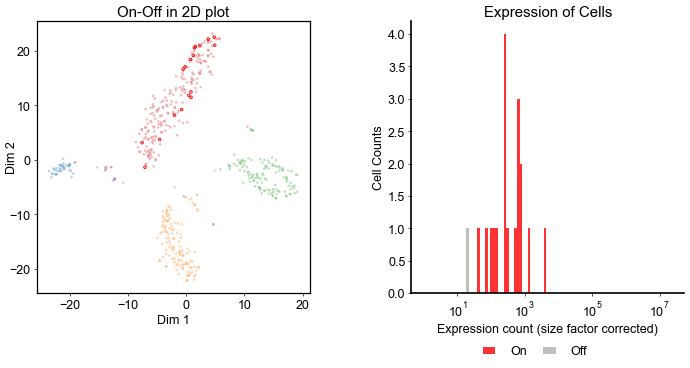 On-Off in 2D plot
Dim 2
20
10
0
−10
−20
−20 −10 0 10 20
Dim 1
Expression of Cells
Cell Counts
4.0
3.5
3.0
2.5
2.0
1.5
1.0
0.5
0.0
10^1 10^3 10^5 10^7
Expression count (size factor corrected)
On Off